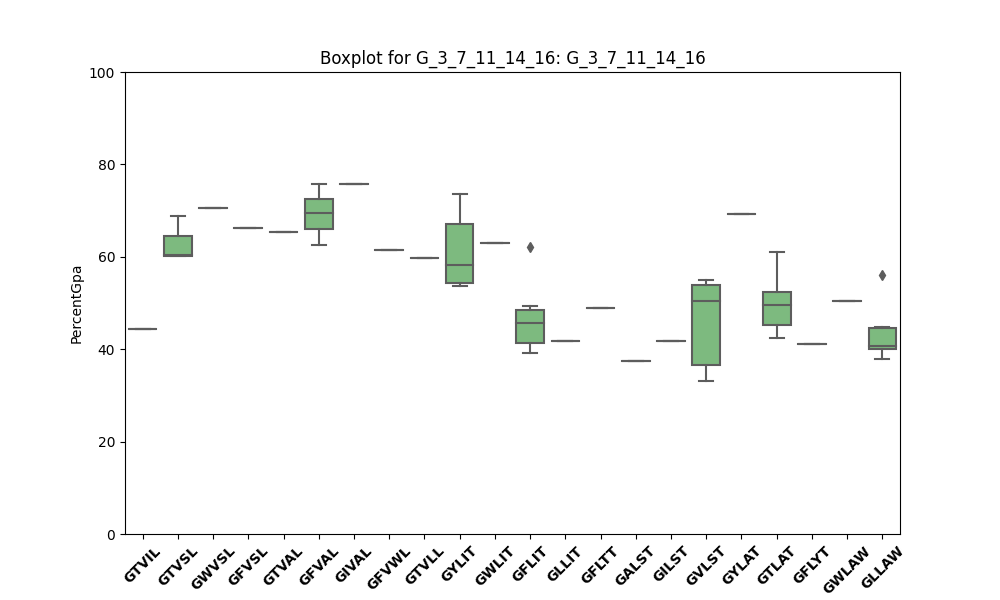 Boxplot for G_3_7_11_14_16: G_3_7_11_14_16
100
80
60
40
20
0
PercentGpa
GTVIL
GTVSL
GWVSL
GFVSL
GTVAL
GFVAL
GIVAL
GFVWL
GTVLL
GYLIT
GWLIT
GFLIT
GLLIT
GFLTT
GALST
GILST
GVLST
GYLAT
GTLAT
GFLYT
GWLAW
GLLAW